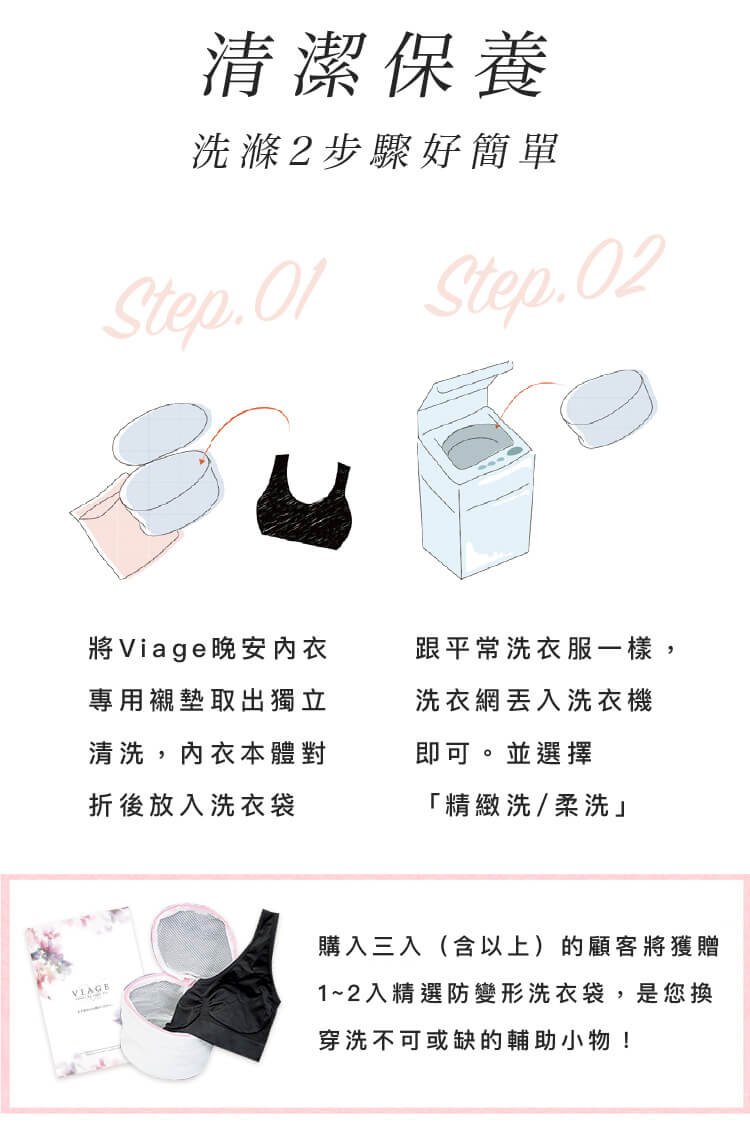 清潔保養
洗滌2步驟好簡單
Step.01
Step.02
將Viage晚安內衣
專用襯墊取出獨立
清洗，內衣本體對
折後放入洗衣袋
跟平常洗衣服一樣，
洗衣網丟入洗衣機
即可。並選擇
「精緻洗/柔洗」
VIAGE
購入三入（含以上）的顧客將獲贈
1~2入精選防變形洗衣袋，是您換
穿洗不可或缺的輔助小物！